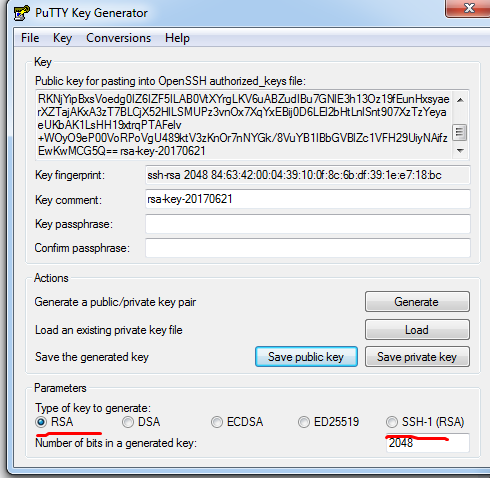 PuTTY Key Generator
File Key Conversions Help
Key
Public key for pasting into OpenSSH authorized_keys file:
+WOyO9eP00VoRPoVgU489ktV3zKnOr7nNYGk/8VuYB1IBbGVBlZc1VFH29UiyNAifz
EwKwMCG5Q== rsa-key-20170621
Key fingerprint: ssh-rsa 2048 84:63:42:00:04:39:10:0f:8c:6b:df:39:1e:e7:18:bc
Key comment: rsa-key-20170621
Key passphrase:
Confirm passphrase:
Actions
Generate a public/private key pair Generate
Load an existing private key file Load
Save the generated key Save public key Save private key
Parameters
Type of key to generate:
RSA DSA ECDSA ED25519 SSH-1 (RSA)
Number of bits in a generated key: 2048